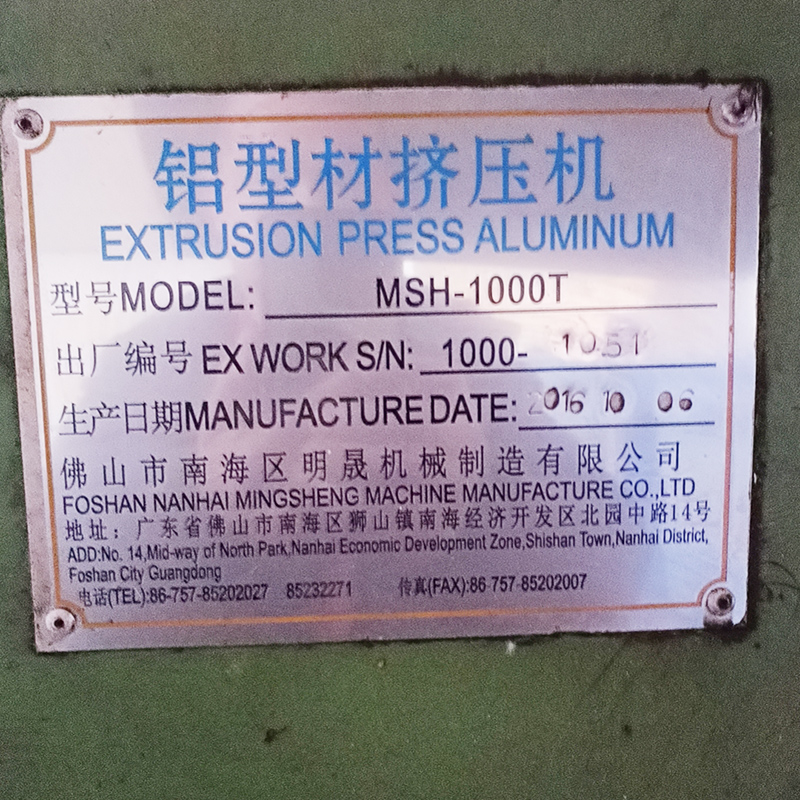 铝型材挤压机
EXTRUSION PRESS ALUMINUM
型号MODEL: MSH-1000T
出厂编号 EX WORK S/N: 1000- 1051
生产日期MANUFACTURE DATE: 2016 10 06
佛山市南海区明晟机械制造有限公司
FOSHAN NANHAI MINGSHENG MACHINE MANUFACTURE CO.,LTD
地址：广东省佛山市南海区狮山镇南海经济开发区北园中路14号
ADD:No. 14,Mid-way of North Park,Nanhai Economic Development Zone,Shishan Town,Nanhai District,
Foshan City Guangdong
电话(TEL):86-757-85202027 85232271 传真(FAX):86-757-85202007